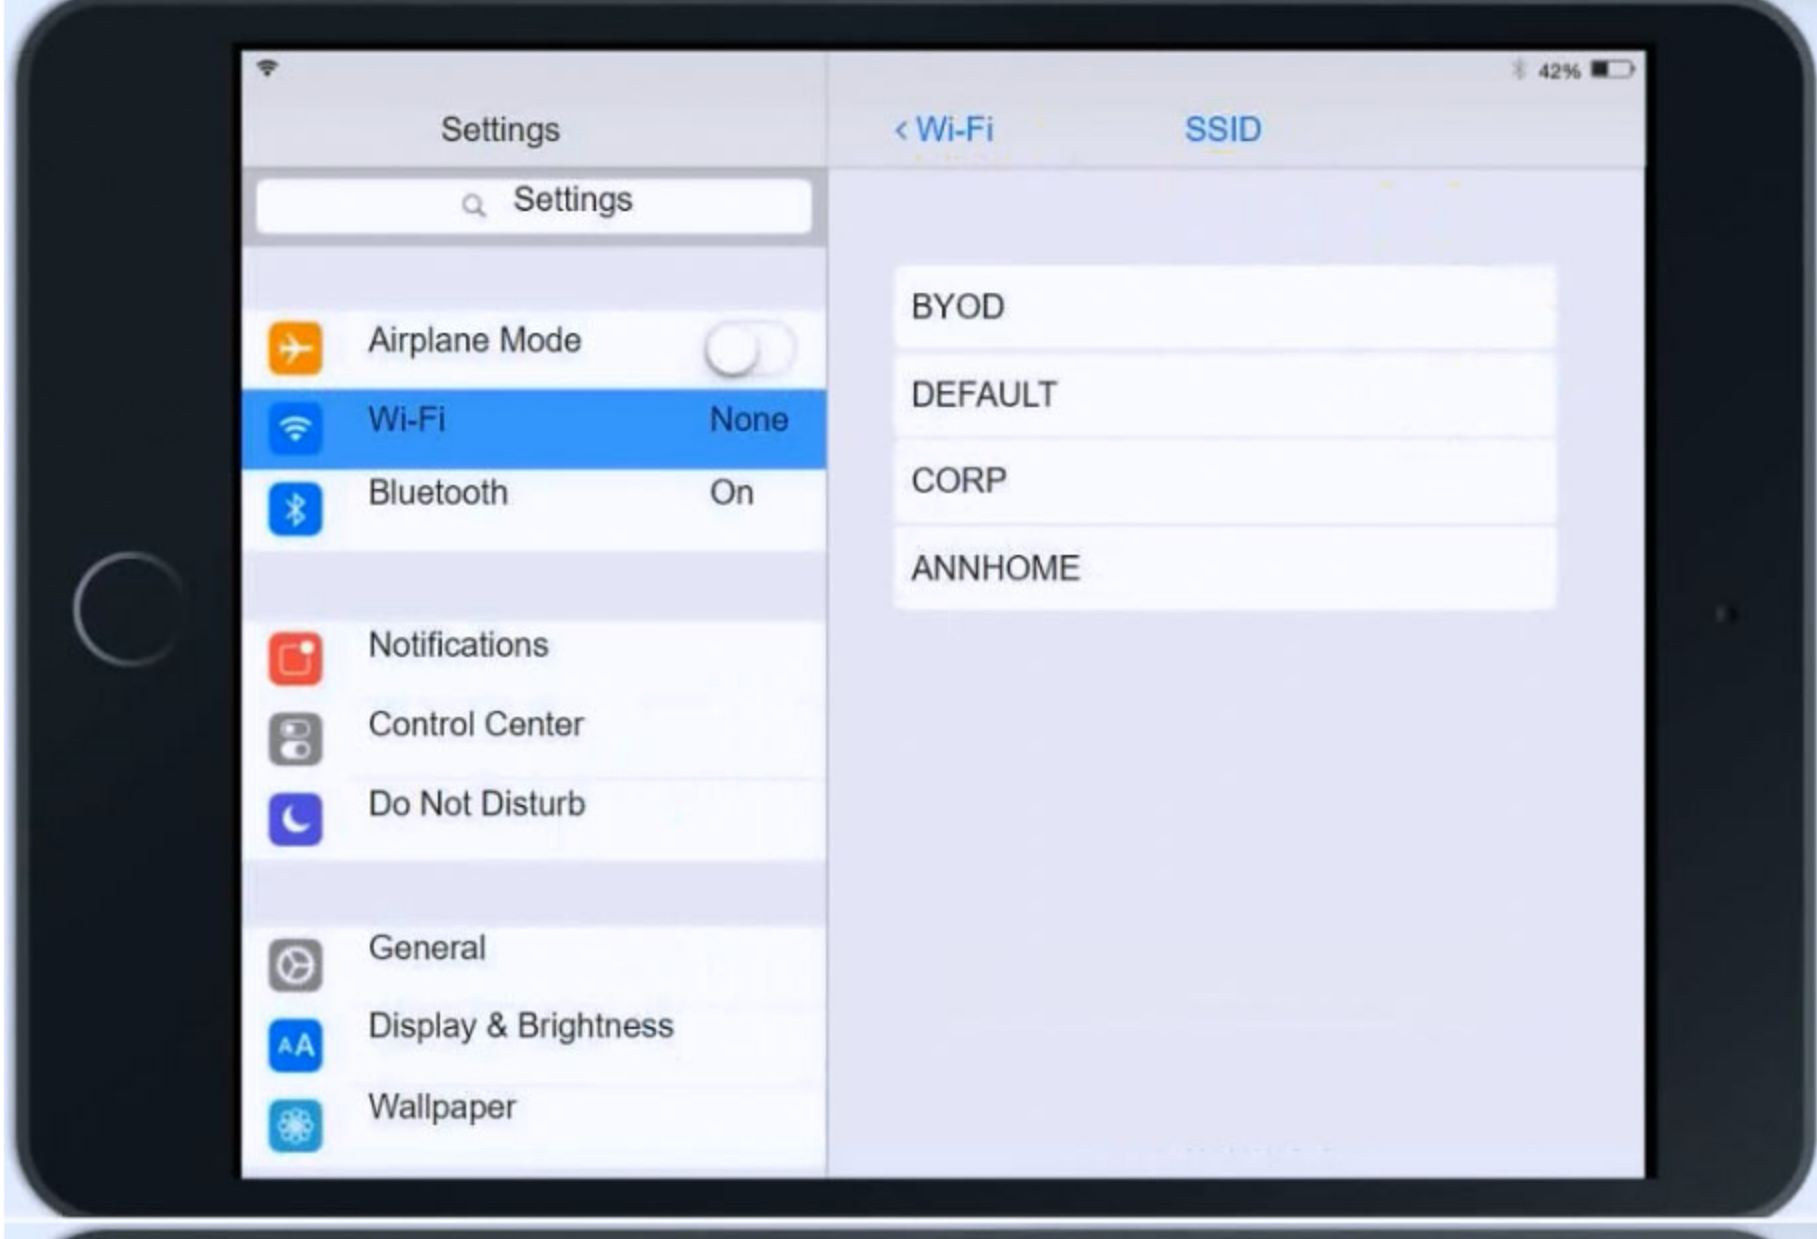 42%
Settings
< Wi-Fi
SSID
Settings
Airplane Mode
Wi-Fi None
Bluetooth On
Notifications
Control Center
Do Not Disturb
General
AA
Display & Brightness
Wallpaper
BYOD
DEFAULT
CORP
ANNHOME